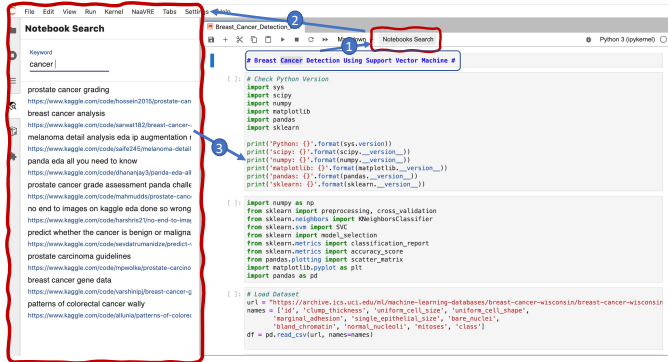 File Edit View Run Kernel NaaVRE Tabs Settings Help
Notebook Search
Keyword
cancer
prostate cancer grading
https://www.kaggle.com/code/hossein2015/prostate-can
breast cancer analysis
https://www.kaggle.com/code/sarwat182/breast-cancer-
melanoma detail analysis eda ip augmentation r
https://www.kaggle.com/code/saife245/melanoma-detail
panda eda all you need to know
https://www.kaggle.com/code/dhananjay3/panda-eda-all
prostate cancer grade assessment panda challe
https://www.kaggle.com/code/mahmudds/prostate-cance
no end to images on kaggle eda done so wrong
https://www.kaggle.com/code/harshris21/no-end-to-imag
predict whether the cancer is benign or maligna
https://www.kaggle.com/code/sevdatrumanidze/predict-w
prostate carcinoma guidelines
https://www.kaggle.com/code/mpwolke/prostate-carcino
breast cancer gene data
https://www.kaggle.com/code/varshinipj/breast-cancer-g
patterns of colorectal cancer wally
https://www.kaggle.com/code/allunia/patterns-of-colorec
2
Breast_Cancer_Detection_
Notebooks Search
Python 3 (ipykernel)
1
3
# Breast Cancer Detection Using Support Vector Machine #
[ ]: # Check Python Version
import sys
import scipy
import numpy
import matplotlib
import pandas
import sklearn
print('Python: {}'.format(sys.version))
print('scipy: {}'.format(scipy.__version__))
print('numpy: {}'.format(numpy.__version__))
print('matplotlib: {}'.format(matplotlib.__version__))
print('pandas: {}'.format(pandas.__version__))
print('sklearn: {}'.format(sklearn.__version__))
[ ]: import numpy as np
from sklearn import preprocessing, cross_validation
from sklearn.neighbors import KNeighborsClassifier
from sklearn.svm import SVC
from sklearn import model_selection
from sklearn.metrics import classification_report
from sklearn.metrics import accuracy_score
from pandas.plotting import scatter_matrix
import matplotlib.pyplot as plt
import pandas as pd
[ ]: # Load Dataset
url = "https://archive.ics.uci.edu/ml/machine-learning-databases/breast-cancer-wisconsin/breast-cancer-wisconsin
names = ['id', 'clump_thickness', 'uniform_cell_size', 'uniform_cell_shape',
'marginal_adhesion', 'single_epithelial_size', 'bare_nuclei',
'bland_chromatin', 'normal_nucleoli', 'mitoses', 'class']
df = pd.read_csv(url, names=names)